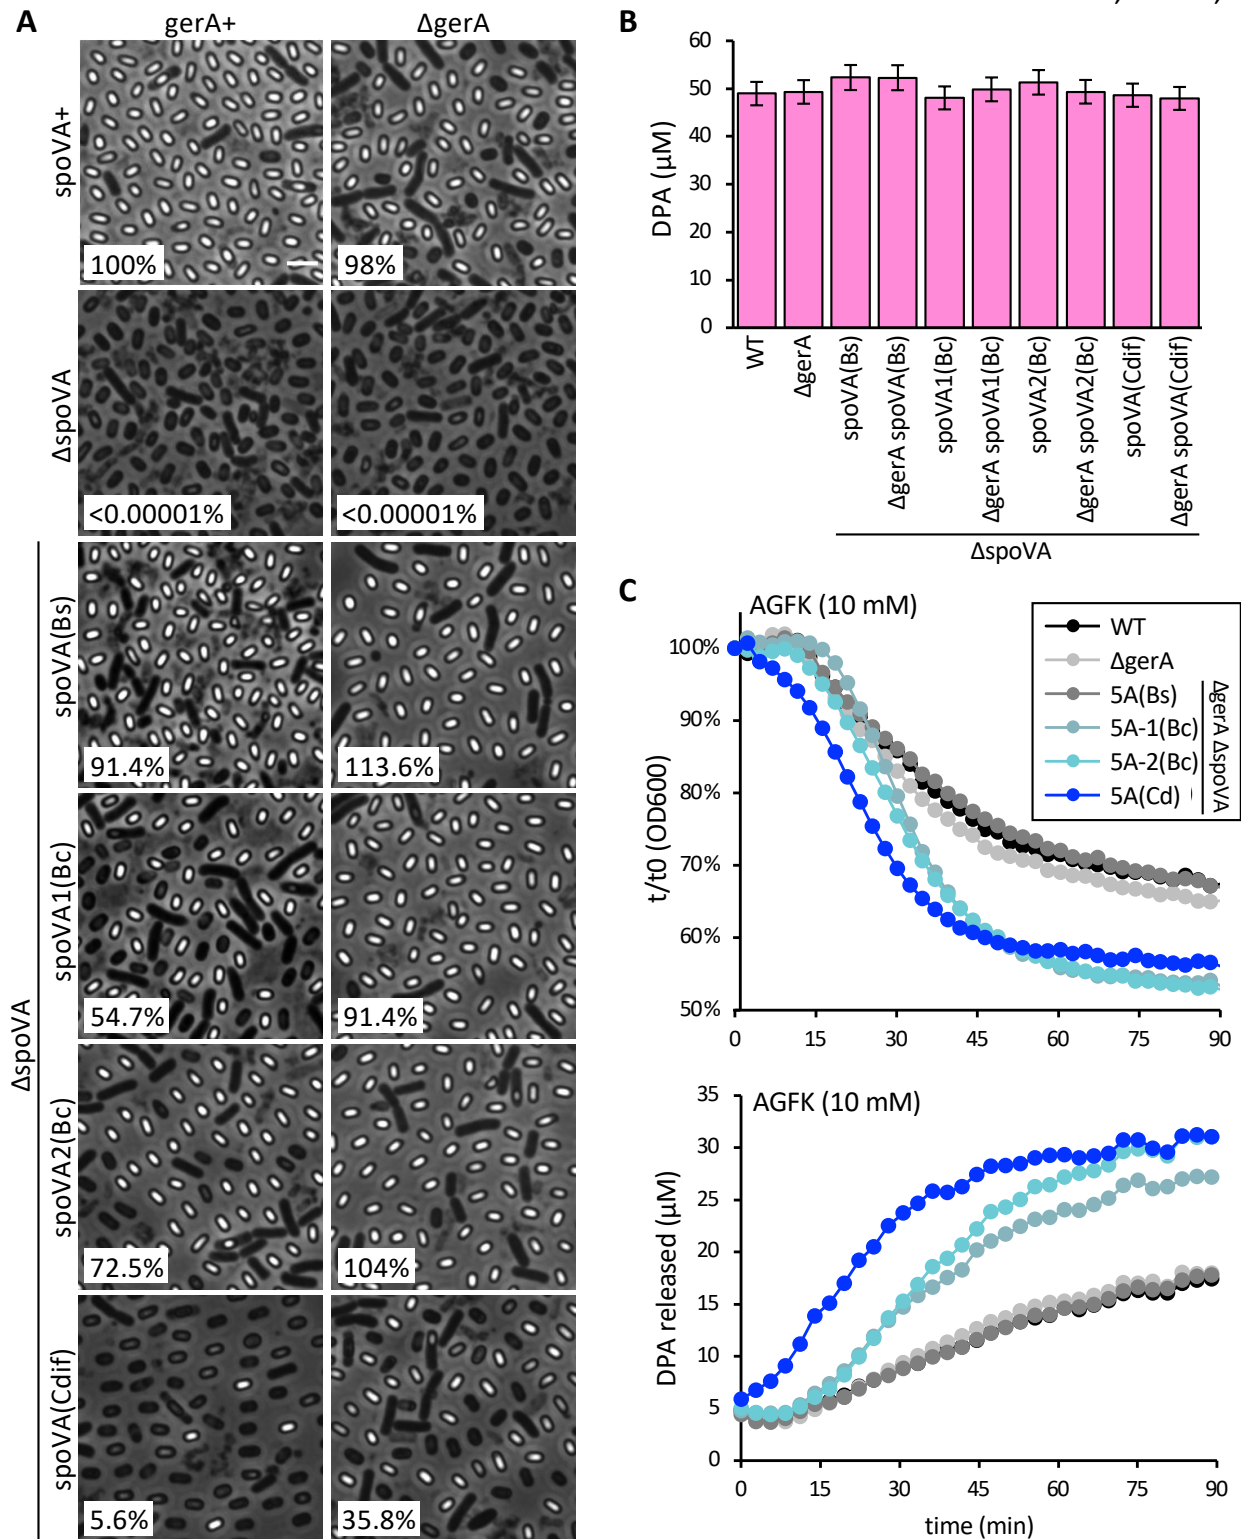 A
gerA+
ΔgerA
spoVA+
100%
98%
ΔspoVA
<0.00001%
<0.00001%
ΔspoVA
spoVA(Bs)
91.4%
113.6%
spoVA1(Bc)
54.7%
91.4%
spoVA2(Bc)
72.5%
104%
spoVA(Cdif)
5.6%
35.8%
B
DPA (µM)
60
50
40
30
20
10
0
WT
ΔgerA
spoVA(Bs)
ΔgerA spoVA(Bs)
spoVA1(Bc)
ΔgerA spoVA1(Bc)
spoVA2(Bc)
ΔgerA spoVA2(Bc)
spoVA(Cdif)
ΔgerA spoVA(Cdif)
ΔspoVA
C
AGFK (10 mM)
t/t0 (OD600)
100%
90%
80%
70%
60%
50%
0 15 30 45 60 75 90
WT
ΔgerA
5A(Bs)
5A-1(Bc)
5A-2(Bc)
5A(Cd)
ΔgerA ΔspoVA
AGFK (10 mM)
DPA released (µM)
35
30
25
20
15
10
5
0
0 15 30 45 60 75 90
time (min)